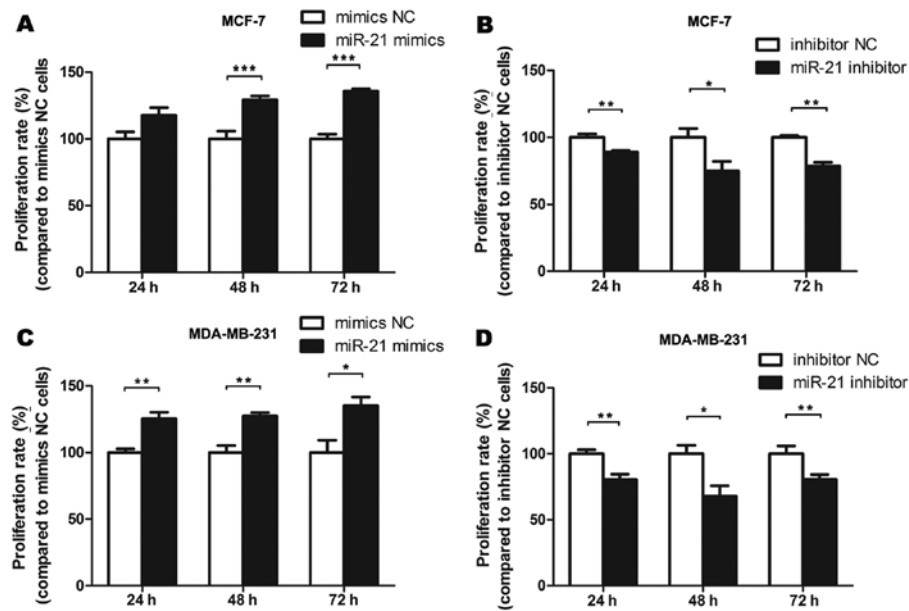 A
MCF-7
mimics NC
miR-21 mimics
Proliferation rate (%)
(compared to mimics NC cells
150
100
50
0
***
***
24 h
48 h
72 h
B
MCF-7
inhibitor NC
miR-21 inhibitor
Proliferation rate (%)
(compared to inhibitor NC cells)
150
100
50
0
**
*
**
24 h
48 h
72 h
C
MDA-MB-231
mimics NC
miR-21 mimics
Proliferation rate (%)
(compared to mimics NC cells)
150
100
50
0
**
**
*
24 h
48 h
72 h
D
MDA-MB-231
inhibitor NC
miR-21 inhibitor
Proliferation rate (%)
(compared to inhibitor NC cells)
150
100
50
0
**
*
**
24 h
48 h
72 h